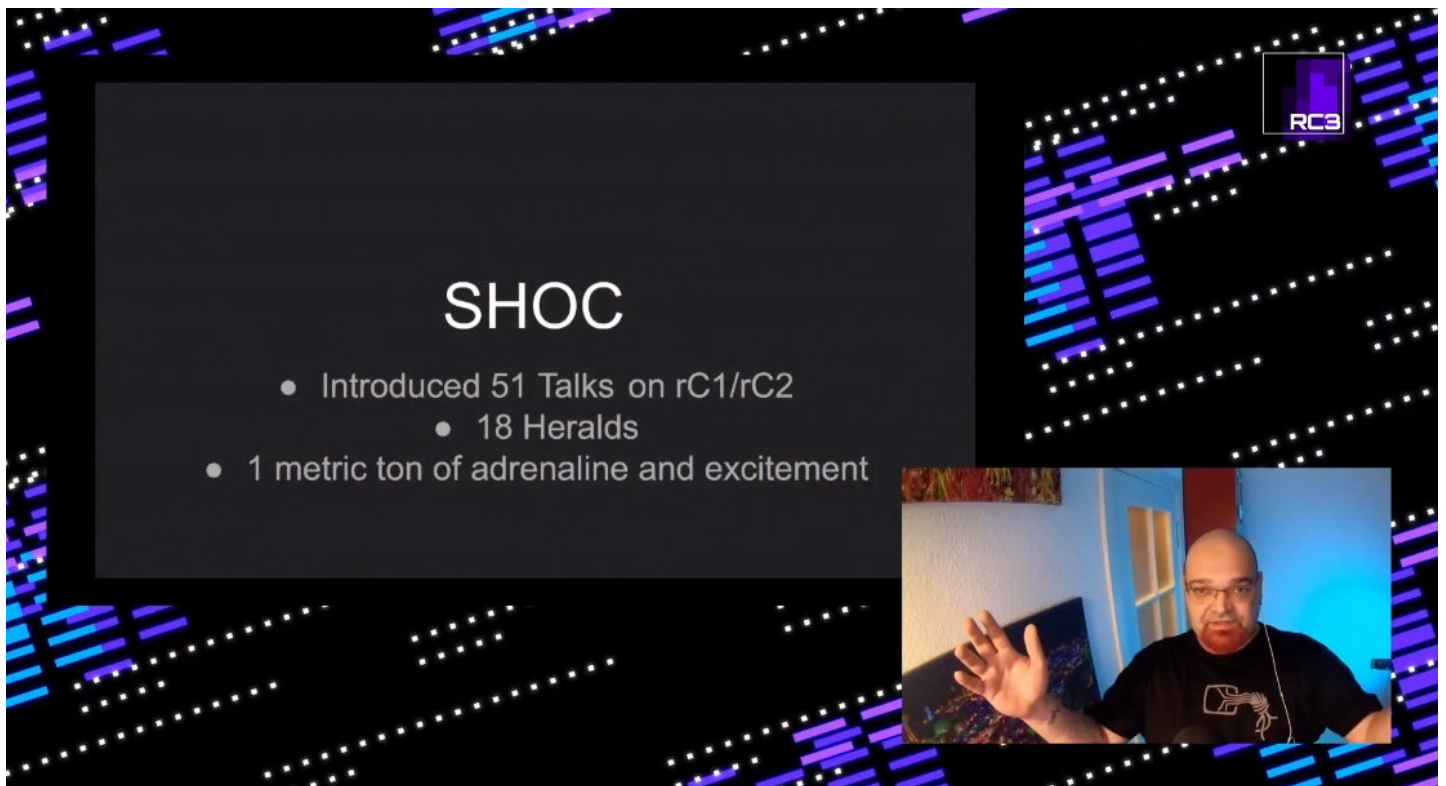 RC3
SHOC
● Introduced 51 Talks on rC1/rC2
● 18 Heralds
● 1 metric ton of adrenaline and excitement